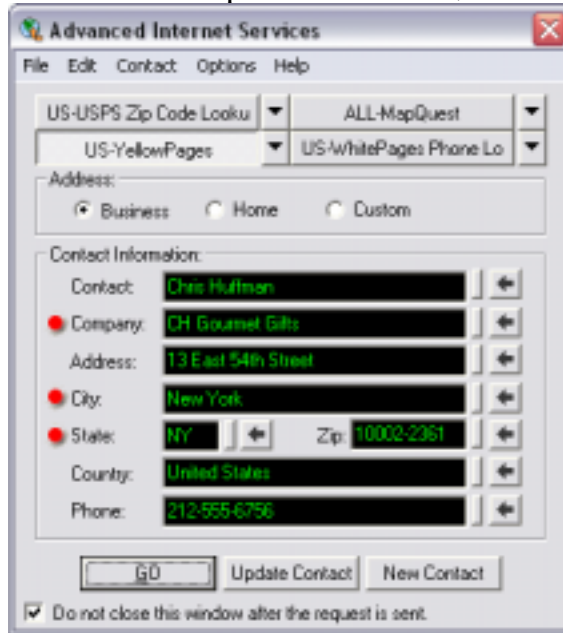 Advanced Internet Services
File Edit Contact Options Help
US-USPS Zip Code Looku ALL-MapQuest
US-YellowPages US-WhitePages Phone Lo
Address:
Business Home Custom
Contact Information:
Contact: Chris Huffman
Company: CH Gourmet Gifts
Address: 13 East 54th Street
City: New York
State: NY Zip: 10002-2361
Country: United States
Phone: 212-555-6756
GO Update Contact New Contact
Do not close this window after the request is sent.